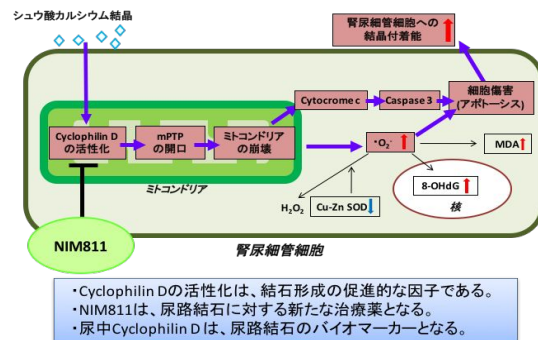 シュウ酸カルシウム結晶
腎尿細管細胞への
結晶付着能
Cytocrome c
Caspase 3
細胞傷害
(アポトーシス)
Cyclophilin D
の活性化
mPTP
の開口
ミトコンドリア
の崩壊
・O₂⁻
MDA
ミトコンドリア
H₂O₂
Cu-Zn SOD
8-OHdG
核
NIM811
腎尿細管細胞
・Cyclophilin Dの活性化は、結石形成の促進的な因子である。
・NIM811は、尿路結石に対する新たな治療薬となる。
・尿中Cyclophilin Dは、尿路結石のバイオマーカーとなる。